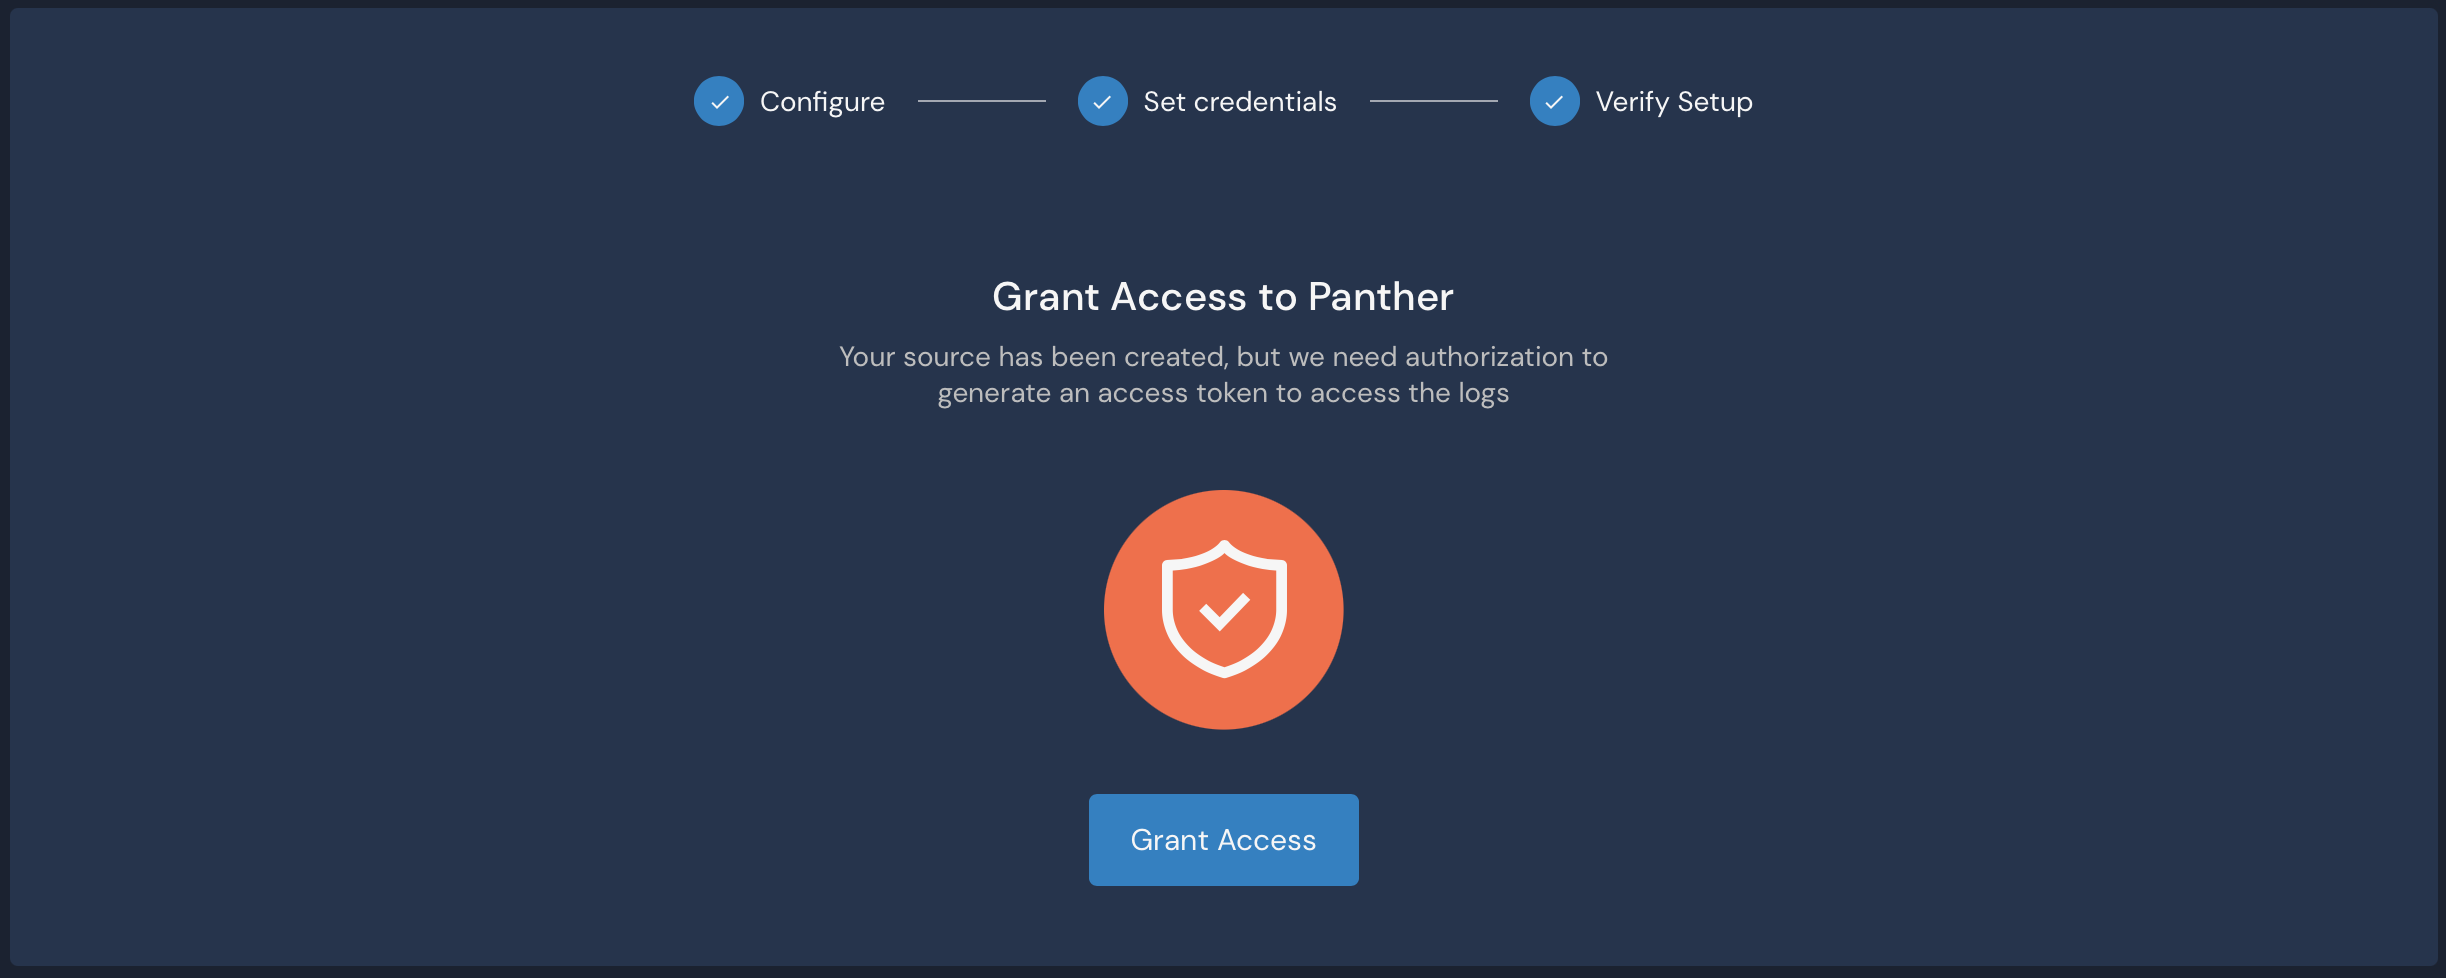 Configure
Set credentials
Verify Setup
Grant Access to Panther
Your source has been created, but we need authorization to
generate an access token to access the logs
Grant Access